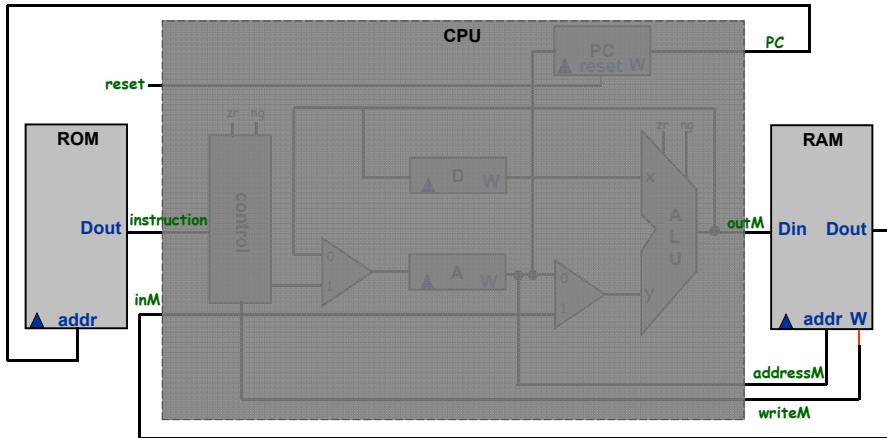 CPU
PC
PC
reset W
reset
zr ng
zr ng
ROM
RAM
D
W
x
control
Dout
instruction
ALU
outM
Din
Dout
0
A
W
0
1
inM
1
y
addr
addr W
addressM
writeM